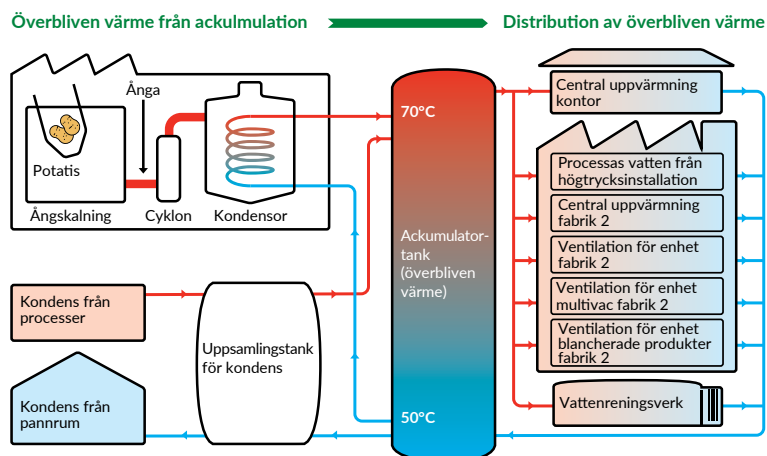 Överbliven värme från ackulmulation
Distribution av överbliven värme
Ånga
Potatis
Ångskalning
Cyklon
Kondensor
Kondens från
processer
Kondens från
pannrum
Uppsamlingstank
för kondens
70°C
Ackumulator-
tank
(överbliven
värme)
50°C
Central uppvärmning
kontor
Processas vatten från
högtrycksinstallation
Central uppvärmning
fabrik 2
Ventilation för enhet
fabrik 2
Ventilation för enhet
multivac fabrik 2
Ventilation för enhet
blancherade produkter
fabrik 2
Vattenreningsverk